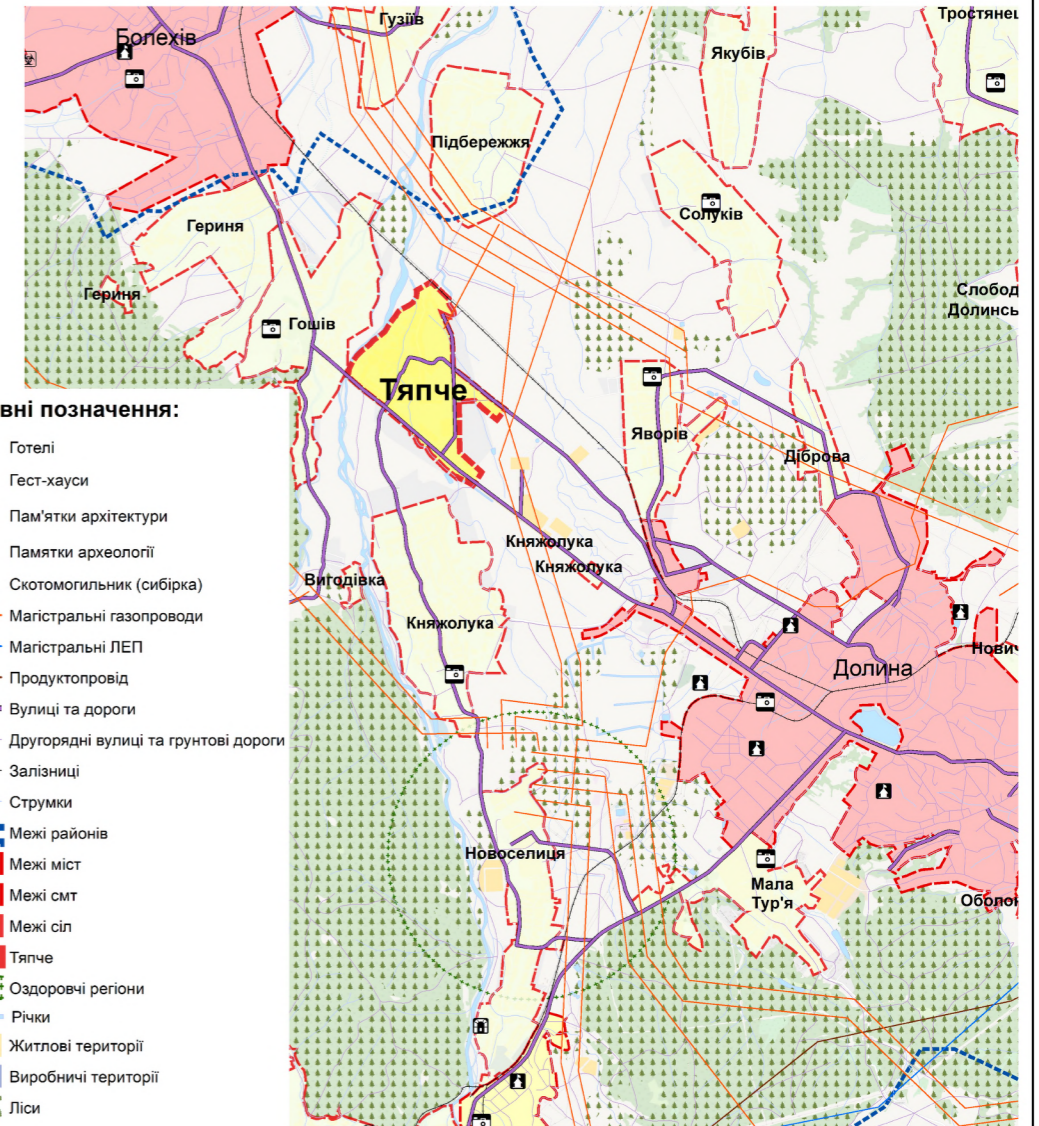 Болехів
Гузіїв
Тростянец
Якубів
Підбережжя
Солуків
Гериня
Гериня
Слобод
Долинсь
Гошів
Тяпче
Яворів
Діброва
вні позначення:
Готелі
Гест-хауси
Пам'ятки архітектури
Памятки археології
Скотомогильник (сибірка)
Магістральні газопроводи
Магістральні ЛЕП
Продуктопровід
Вулиці та дороги
Другорядні вулиці та грунтові дороги
Залізниці
Струмки
Межі районів
Межі міст
Межі смт
Межі сіл
Тяпче
Оздоровчі регіони
Річки
Житлові території
Виробничі території
Ліси
Княжолука
Княжолука
Вигодівка
Княжолука
Долина
Нович
Новоселиця
Мала
Тур'я
Оболон